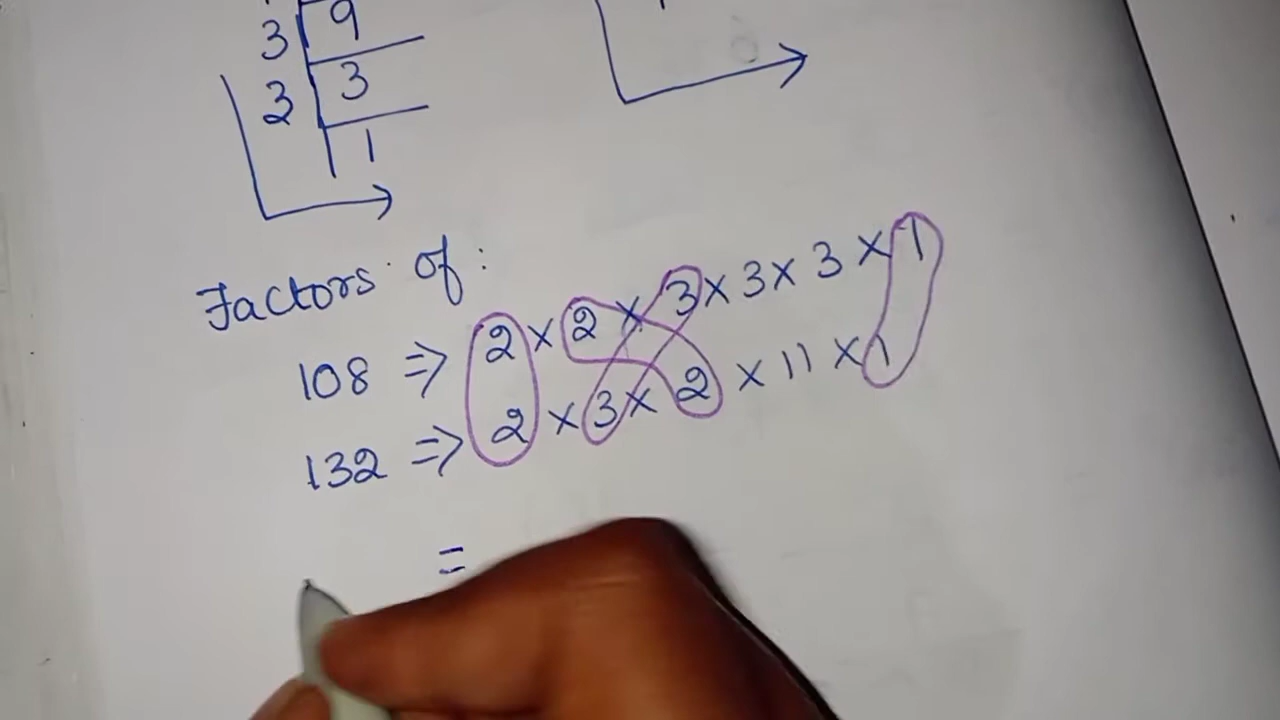 3 9
3 3
1
Factors of:
108 => 2 × 2 × 3 × 3 × 3 × 1
132 => 2 × 3 × 2 × 11 × 1
=